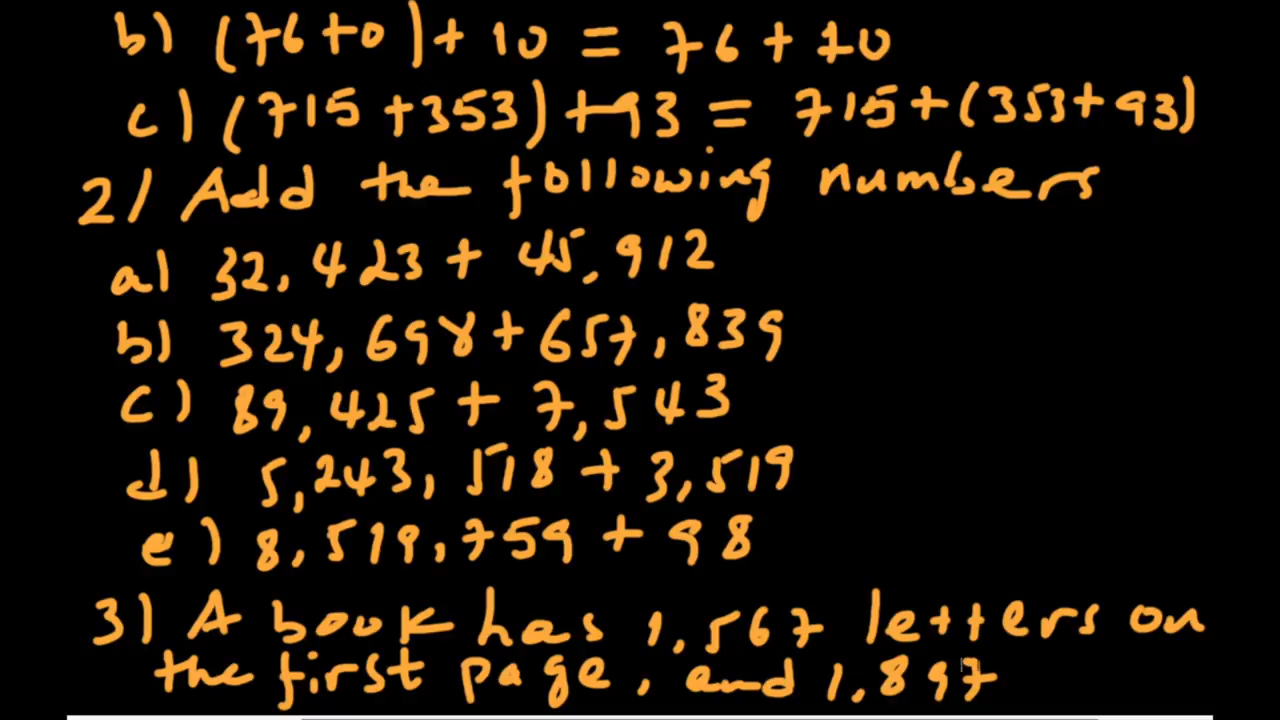 b) (76+0)+10 = 76+10
c) (715+353)+93 = 715+(353+93)
2) Add the following numbers
a) 32,423 + 45,912
b) 324,698+657,839
c) 89,425 + 7,543
d) 5,243,518 + 3,519
e) 8,519,759 + 98
3) A book has 1,567 letters on
the first page, and 1,897